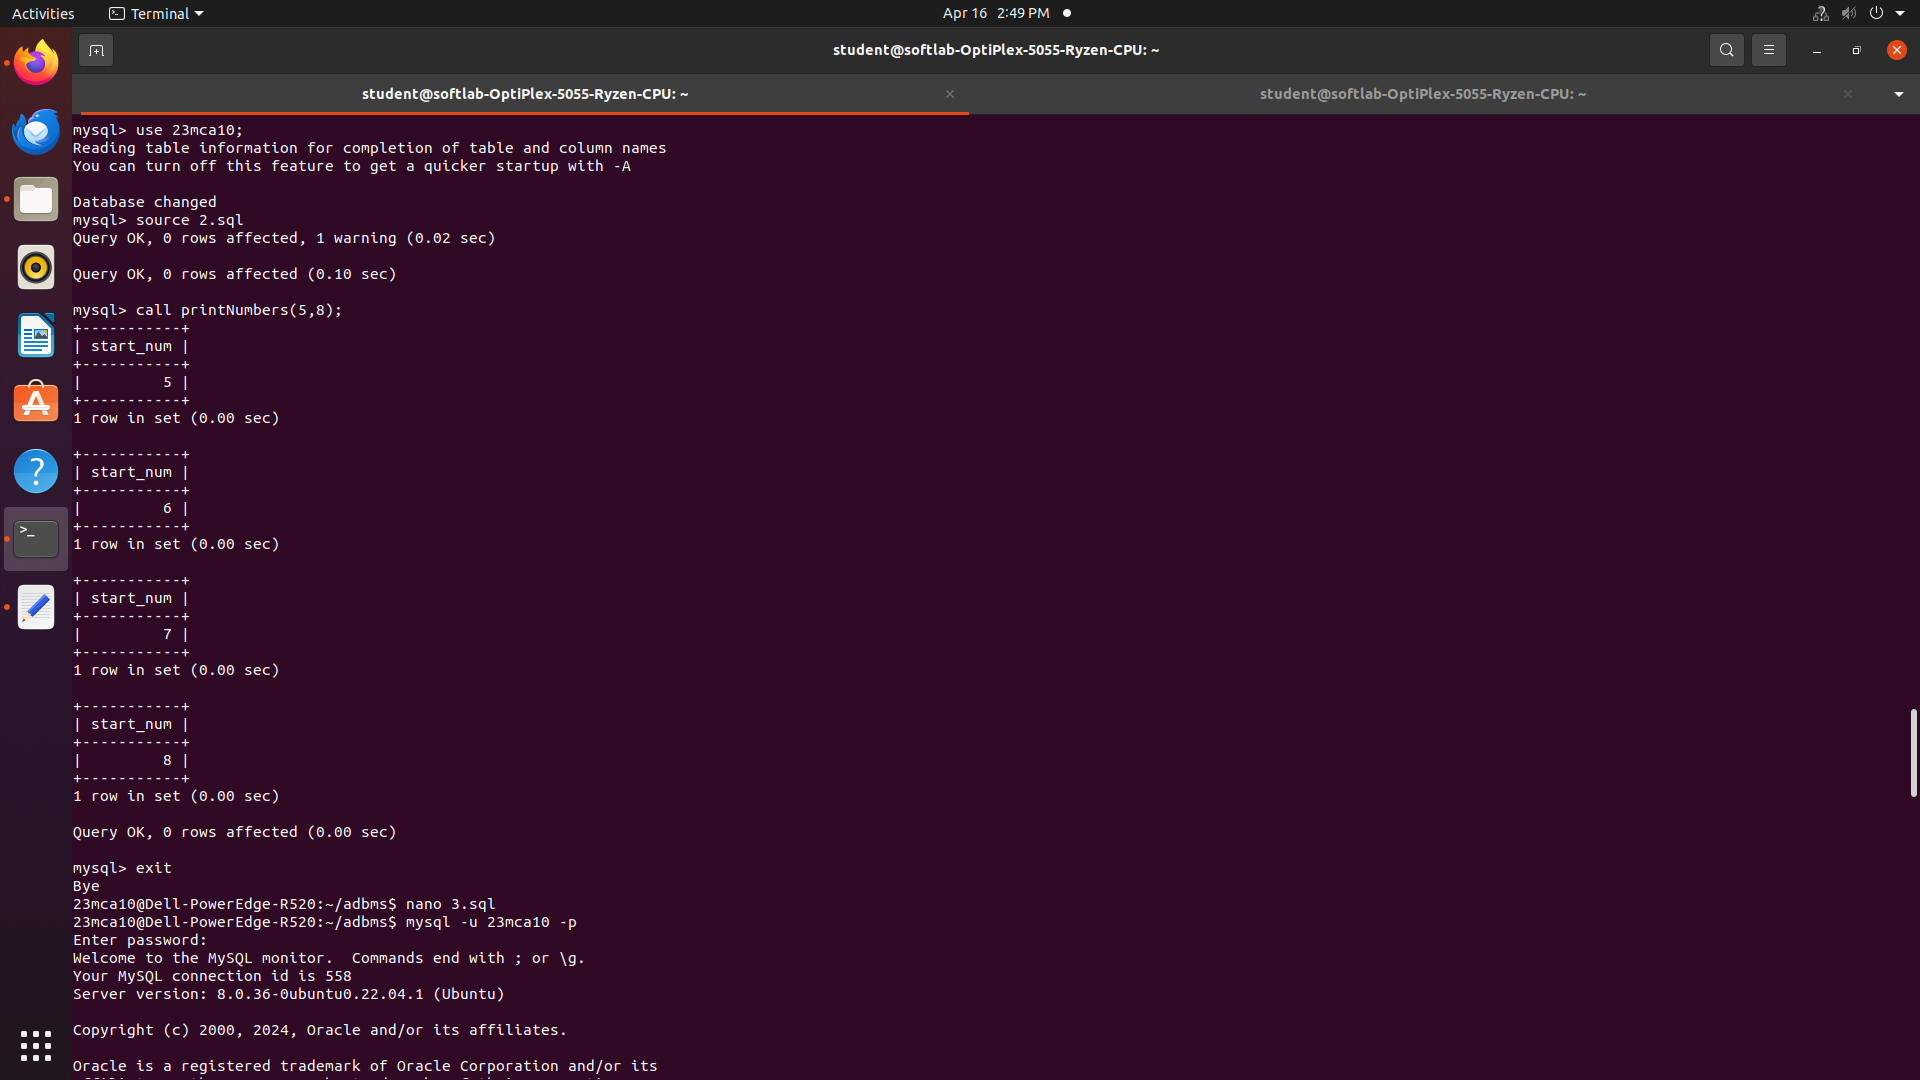 Activities
Terminal
Apr 16 2:49 PM
student@softlab-OptiPlex-5055-Ryzen-CPU: ~
student@softlab-OptiPlex-5055-Ryzen-CPU: ~
student@softlab-OptiPlex-5055-Ryzen-CPU: ~
mysql> use 23mca10;
Reading table information for completion of table and column names
You can turn off this feature to get a quicker startup with -A
Database changed
mysql> source 2.sql
Query OK, 0 rows affected, 1 warning (0.02 sec)
Query OK, 0 rows affected (0.10 sec)
mysql> call printNumbers(5,8);
+-----------+
| start_num |
+-----------+
|         5 |
+-----------+
1 row in set (0.00 sec)
+-----------+
| start_num |
+-----------+
|         6 |
+-----------+
1 row in set (0.00 sec)
+-----------+
| start_num |
+-----------+
|         7 |
+-----------+
1 row in set (0.00 sec)
+-----------+
| start_num |
+-----------+
|         8 |
+-----------+
1 row in set (0.00 sec)
Query OK, 0 rows affected (0.00 sec)
mysql> exit
Bye
23mca10@Dell-PowerEdge-R520:~/adbms$ nano 3.sql
23mca10@Dell-PowerEdge-R520:~/adbms$ mysql -u 23mca10 -p
Enter password:
Welcome to the MySQL monitor.  Commands end with ; or \g.
Your MySQL connection id is 558
Server version: 8.0.36-0ubuntu0.22.04.1 (Ubuntu)
Copyright (c) 2000, 2024, Oracle and/or its affiliates.
Oracle is a registered trademark of Oracle Corporation and/or its